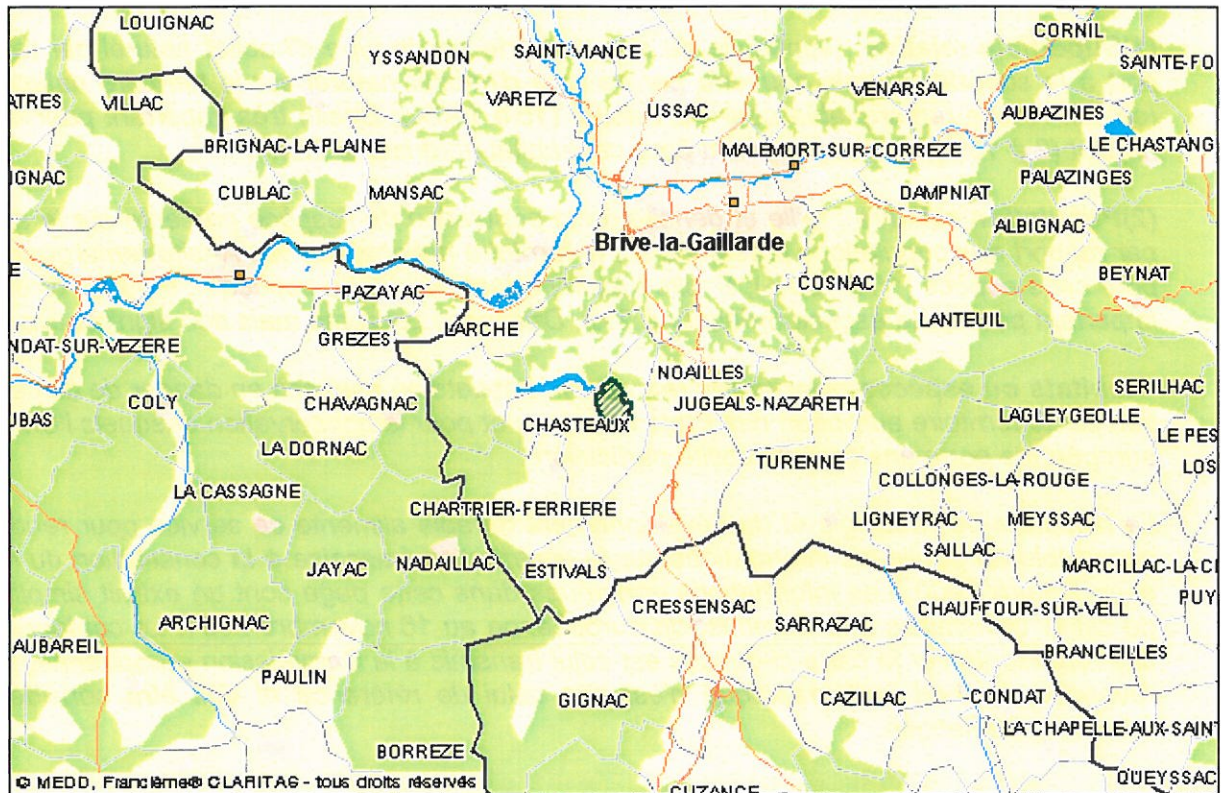 LOUIGNAC
CORNIL
YSSANDON
SAINT-VIANCE
SAINTE-FO
ATRES
VILLAC
VARETZ
USSAC
VENARSAL
AUBAZINES
BRIGNAC-LA-PLAINE
MALEMORT-SUR-CORREZE
LE CHASTANG
IGNAC
CUBLAC
MANSAC
DAMPNIAT
PALAZINGES
ALBIGNAC
Brive-la-Gaillarde
E
COSNAC
BEYNAT
PAZAYAC
LANTEUIL
NDAT-SUR-VEZERE
GREZES
LARCHE
NOAILLES
SERILHAC
UBAS
COLY
CHAVAGNAC
CHASTEAUX
JUGEALS-NAZARETH
LAGLEYGEOLLE
LE PES
LA DORNAC
TURENNE
LOS
LA CASSAGNE
COLLONGES-LA-ROUGE
CHARTRIER-FERRIERE
LIGNEYRAC
MEYSSAC
SAILLAC
JAYAC
NADAILLAC
ESTIVALS
MARCILLAC-LA-CI
PUY
CRESSENSAC
CHAUFFOUR-SUR-VELL
ARCHIGNAC
SARRAZAC
AUBAREIL
BRANCEILLES
PAULIN
GIGNAC
CAZILLAC
CONDAT
LA CHAPELLE-AUX-SAINT
BORREZE
QUEYSSAC
© MEDD, Francième® CLARITAS - tous droits réservés
CUZANCE